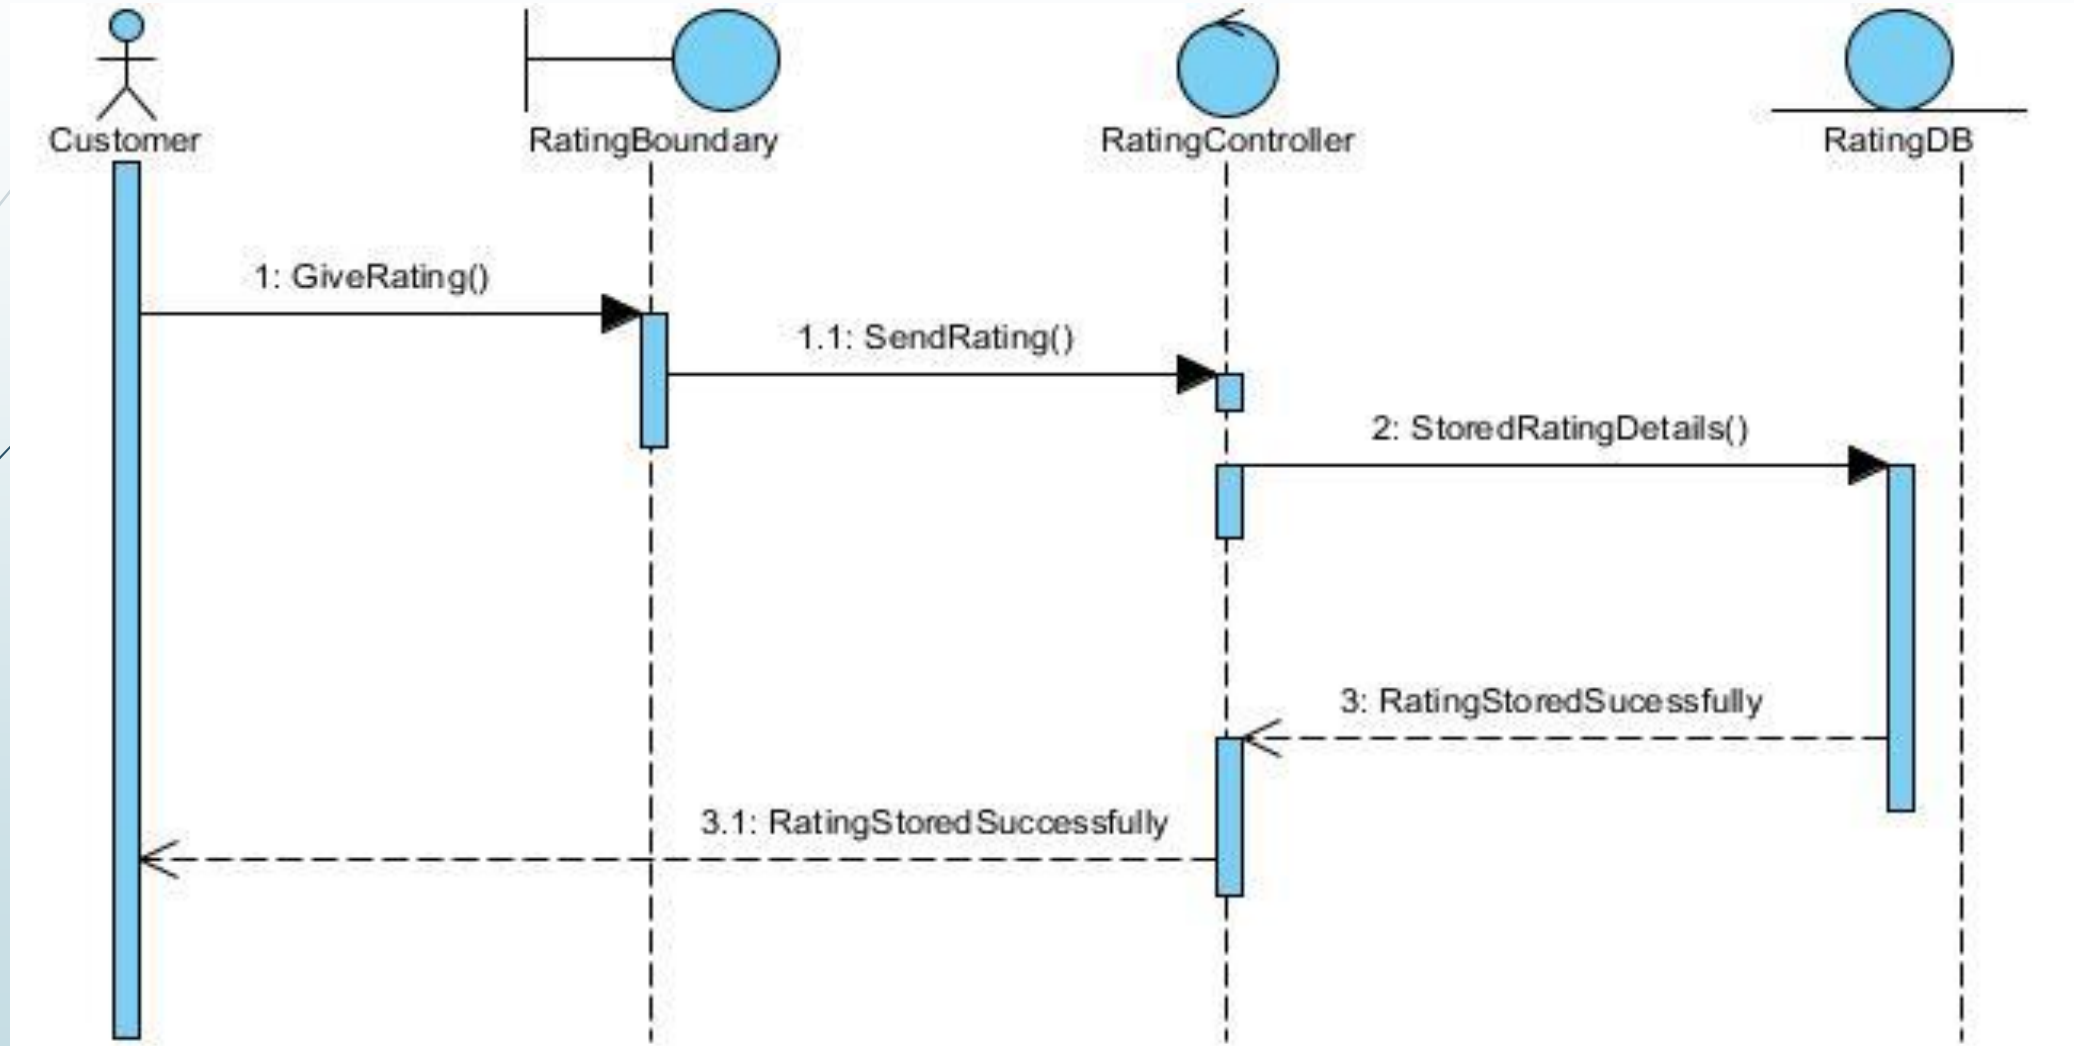 Customer
RatingBoundary
RatingController
RatingDB
1: GiveRating()
1.1: SendRating()
2: StoredRatingDetails()
3: RatingStoredSucessfully
3.1: RatingStoredSuccessfully